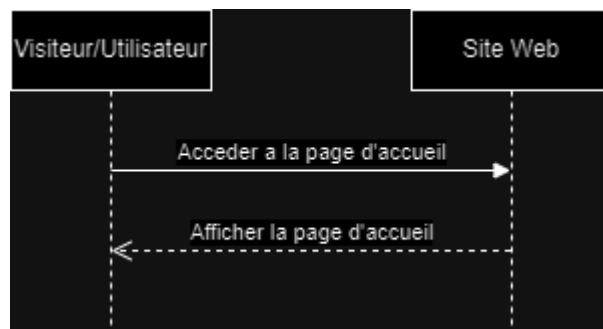 Visiteur/Utilisateur
Site Web
Acceder a la page d'accueil
Afficher la page d'accueil